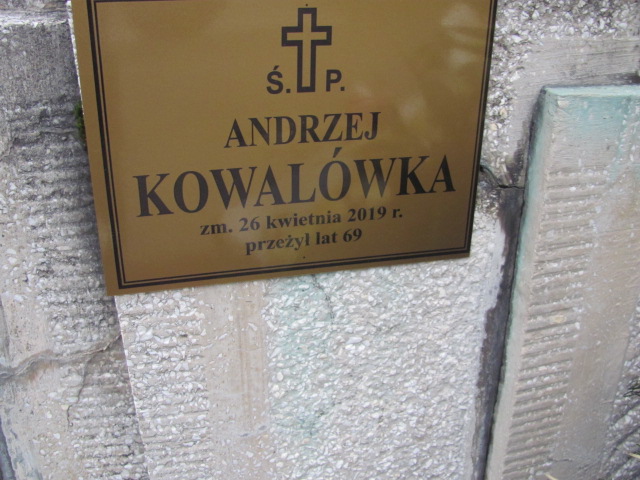 Ś. P.
ANDRZEJ
KOWALÓWKA
zm. 26 kwietnia 2019 r.
przeżył lat 69